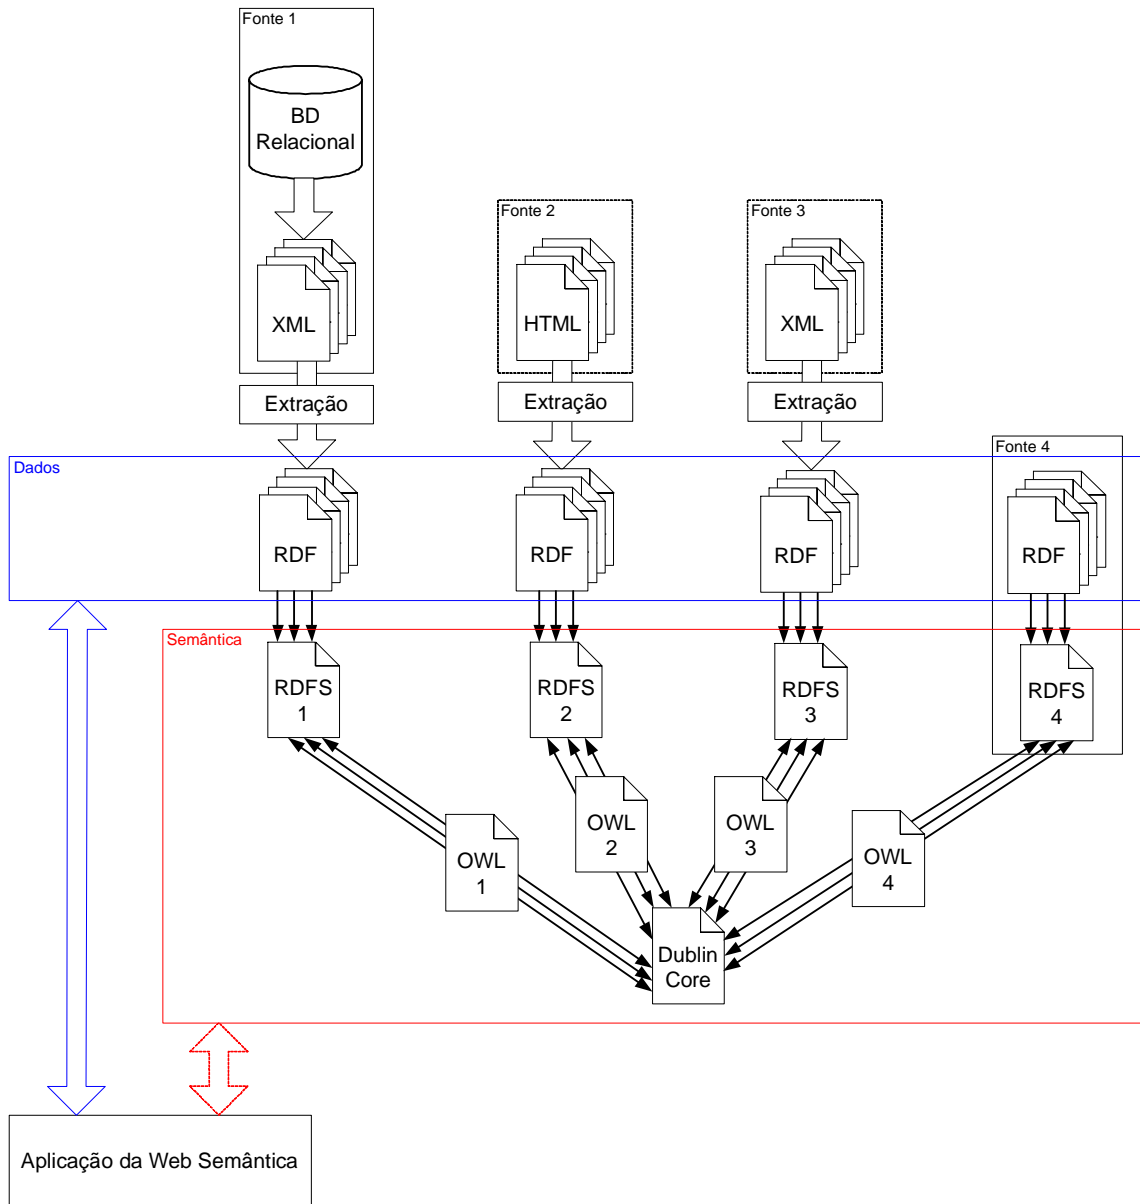 Fonte 1
BD
Relacional
Fonte 2
Fonte 3
XML
HTML
XML
Extração
Extração
Extração
Fonte 4
Dados
RDF
RDF
RDF
RDF
Semântica
RDFS
1
RDFS
2
RDFS
3
RDFS
4
OWL
1
OWL
2
OWL
3
OWL
4
Dublin
Core
Aplicação da Web Semântica